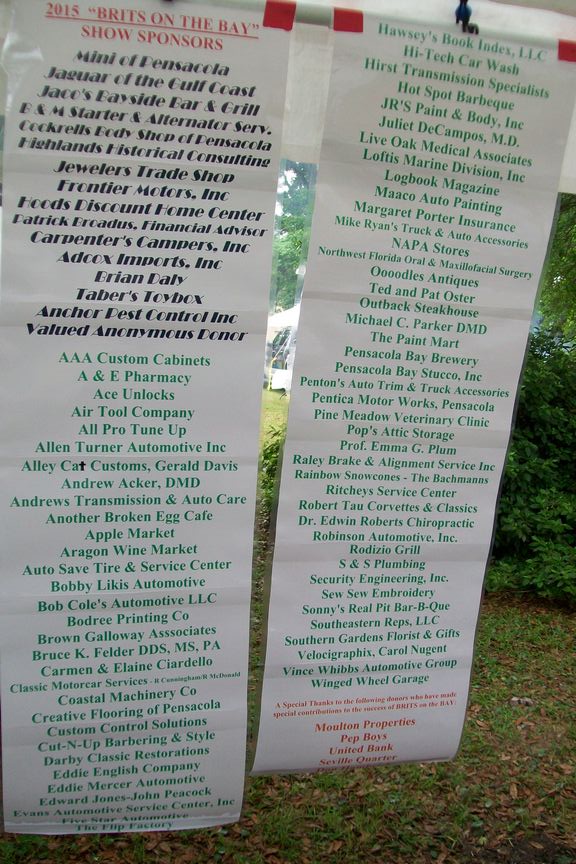 2015 "BRITS ON THE BAY"
SHOW SPONSORS
Mini of Pensacola
Jaguar of the Gulf Coast
Jaco's Bayside Bar & Grill
B & M Starter & Alternator Serv.
Cockrells Body Shop of Pensacola
Highlands Historical Consulting
Jewelers Trade Shop
Frontier Motors, Inc
Hoods Discount Home Center
Patrick Broadus, Financial Advisor
Carpenter's Campers, Inc
Adcox Imports, Inc
Brian Daly
Taber's Toybox
Anchor Pest Control Inc
Valued Anonymous Donor
AAA Custom Cabinets
A & E Pharmacy
Ace Unlocks
Air Tool Company
All Pro Tune Up
Allen Turner Automotive Inc
Alley Cat Customs, Gerald Davis
Andrew Acker, DMD
Andrews Transmission & Auto Care
Another Broken Egg Cafe
Apple Market
Aragon Wine Market
Auto Save Tire & Service Center
Bobby Likis Automotive
Bob Cole's Automotive LLC
Bodree Printing Co
Brown Galloway Asssociates
Bruce K. Felder DDS, MS, PA
Carmen & Elaine Ciardello
Classic Motorcar Services - R Cunningham/R McDonald
Coastal Machinery Co
Creative Flooring of Pensacola
Custom Control Solutions
Cut-N-Up Barbering & Style
Darby Classic Restorations
Eddie English Company
Eddie Mercer Automotive
Edward Jones-John Peacock
Evans Automotive Service Center, Inc
Five Star Automotive
The Flip Factory
Hawsey's Book Index, LLC
Hi-Tech Car Wash
Hirst Transmission Specialists
Hot Spot Barbeque
JR'S Paint & Body, Inc
Juliet DeCampos, M.D.
Live Oak Medical Associates
Loftis Marine Division, Inc
Logbook Magazine
Maaco Auto Painting
Margaret Porter Insurance
Mike Ryan's Truck & Auto Accessories
NAPA Stores
Northwest Florida Oral & Maxillofacial Surgery
Oooodles Antiques
Ted and Pat Oster
Outback Steakhouse
Michael C. Parker DMD
The Paint Mart
Pensacola Bay Brewery
Pensacola Bay Stucco, Inc
Penton's Auto Trim & Truck Accessories
Pentica Motor Works, Pensacola
Pine Meadow Veterinary Clinic
Pop's Attic Storage
Prof. Emma G. Plum
Raley Brake & Alignment Service Inc
Rainbow Snowcones - The Bachmanns
Ritcheys Service Center
Robert Tau Corvettes & Classics
Dr. Edwin Roberts Chiropractic
Robinson Automotive, Inc.
Rodizio Grill
S & S Plumbing
Security Engineering, Inc.
Sew Sew Embroidery
Sonny's Real Pit Bar-B-Que
Southeastern Reps, LLC
Southern Gardens Florist & Gifts
Velocigraphix, Carol Nugent
Vince Whibbs Automotive Group
Winged Wheel Garage
A Special Thanks to the following donors who have made
special contributions to the success of BRITS on the BAY:
Moulton Properties
Pep Boys
United Bank
Seville Quarter